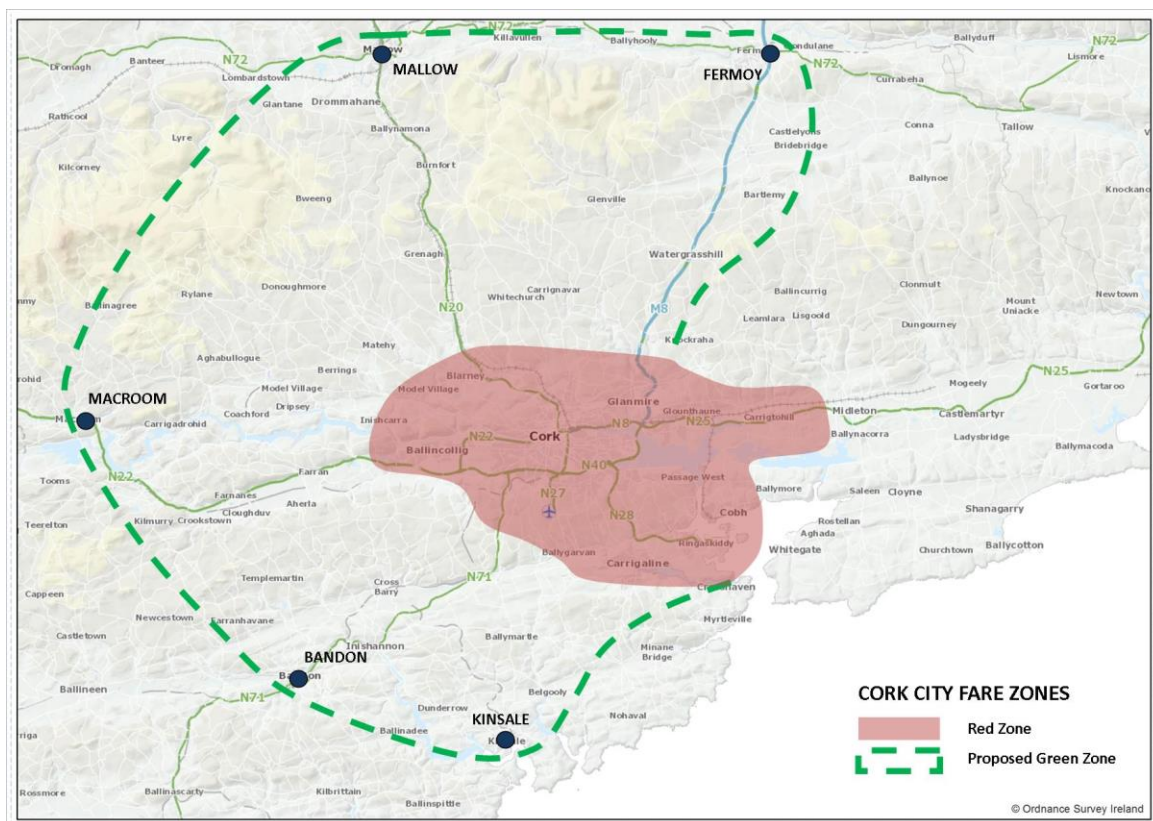 N72
Killavullen
Ballyhooly
Ballyduff
Dromagh
Banteer
N72
MALLOW
FERMOY
N72
Lismore
N72
Lombardstown
Glantane
Drommahane
Currabeha
Rathcool
Lyre
Ballynamona
Castlelyons
Bridebridge
Conna
Tallow
Kilcorney
Burnfort
Ballynoe
Bweeng
Glenville
Bartlemy
Grenagh
Watergrasshill
Rylane
Donoughmore
Carrignavar
Whitechurch
N20
M8
Ballincurrig
Clonmult
Newtown
Leamlara
Lisgoold
Mount
Uniacke
Dungourney
Knockraha
Aghabullogue
Matehy
Berrings
Blarney
N25
Model Village
Model Village
Mogeely
Gortaroo
MACROOM
Coachford
Dripsey
Inishcarra
Glanmire
Glounthaune
Carrigtohill
Midleton
Castlemartyr
Carrigadrohid
Cork
N8
N25
Ballynacorra
Ladysbridge
Ballymacoda
N22
Ballincollig
N22
Farran
N40
Passage West
Tooms
Farnanes
Aherla
Cloughduv
N27
Ballymore
Saleen
Cloyne
Kilmurry
Crookstown
N28
Cobh
Shanagarry
Teerelton
Rostellan
Aghada
Ballycotton
Ringaskiddy
Whitegate
Churchtown
Ballygarvan
Carrigaline
Templemartin
Cross
Barry
N71
Cappeen
Newcestown
Farranhavane
Myrtleville
Castletown
Inishannon
Ballymartle
Minane
Bridge
BANDON
Ballineen
N71
Belgooly
CORK CITY FARE ZONES
Dunderrow
KINSALE
Nohaval
Red Zone
Ballinadee
Proposed Green Zone
Rossmore
Ballinascarty
Kilbrittain
Ballinspittle
© Ordnance Survey Ireland